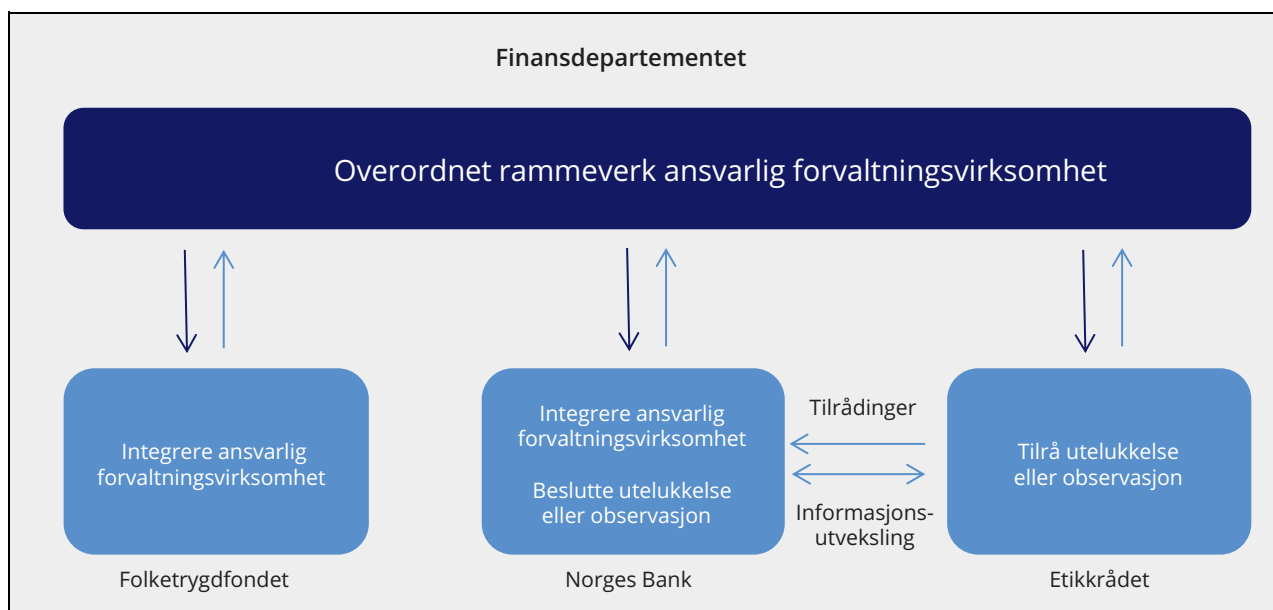 Finansdepartementet
Overordnet rammeverk ansvarlig forvaltningsvirksomhet
Integrere ansvarlig
forvaltningsvirksomhet
Folketrygdfondet
Integrere ansvarlig
forvaltningsvirksomhet
Beslutte utelukkelse
eller observasjon
Norges Bank
Tilrådinger
Informasjons-
utveksling
Tilrå utelukkelse
eller observasjon
Etikkrådet